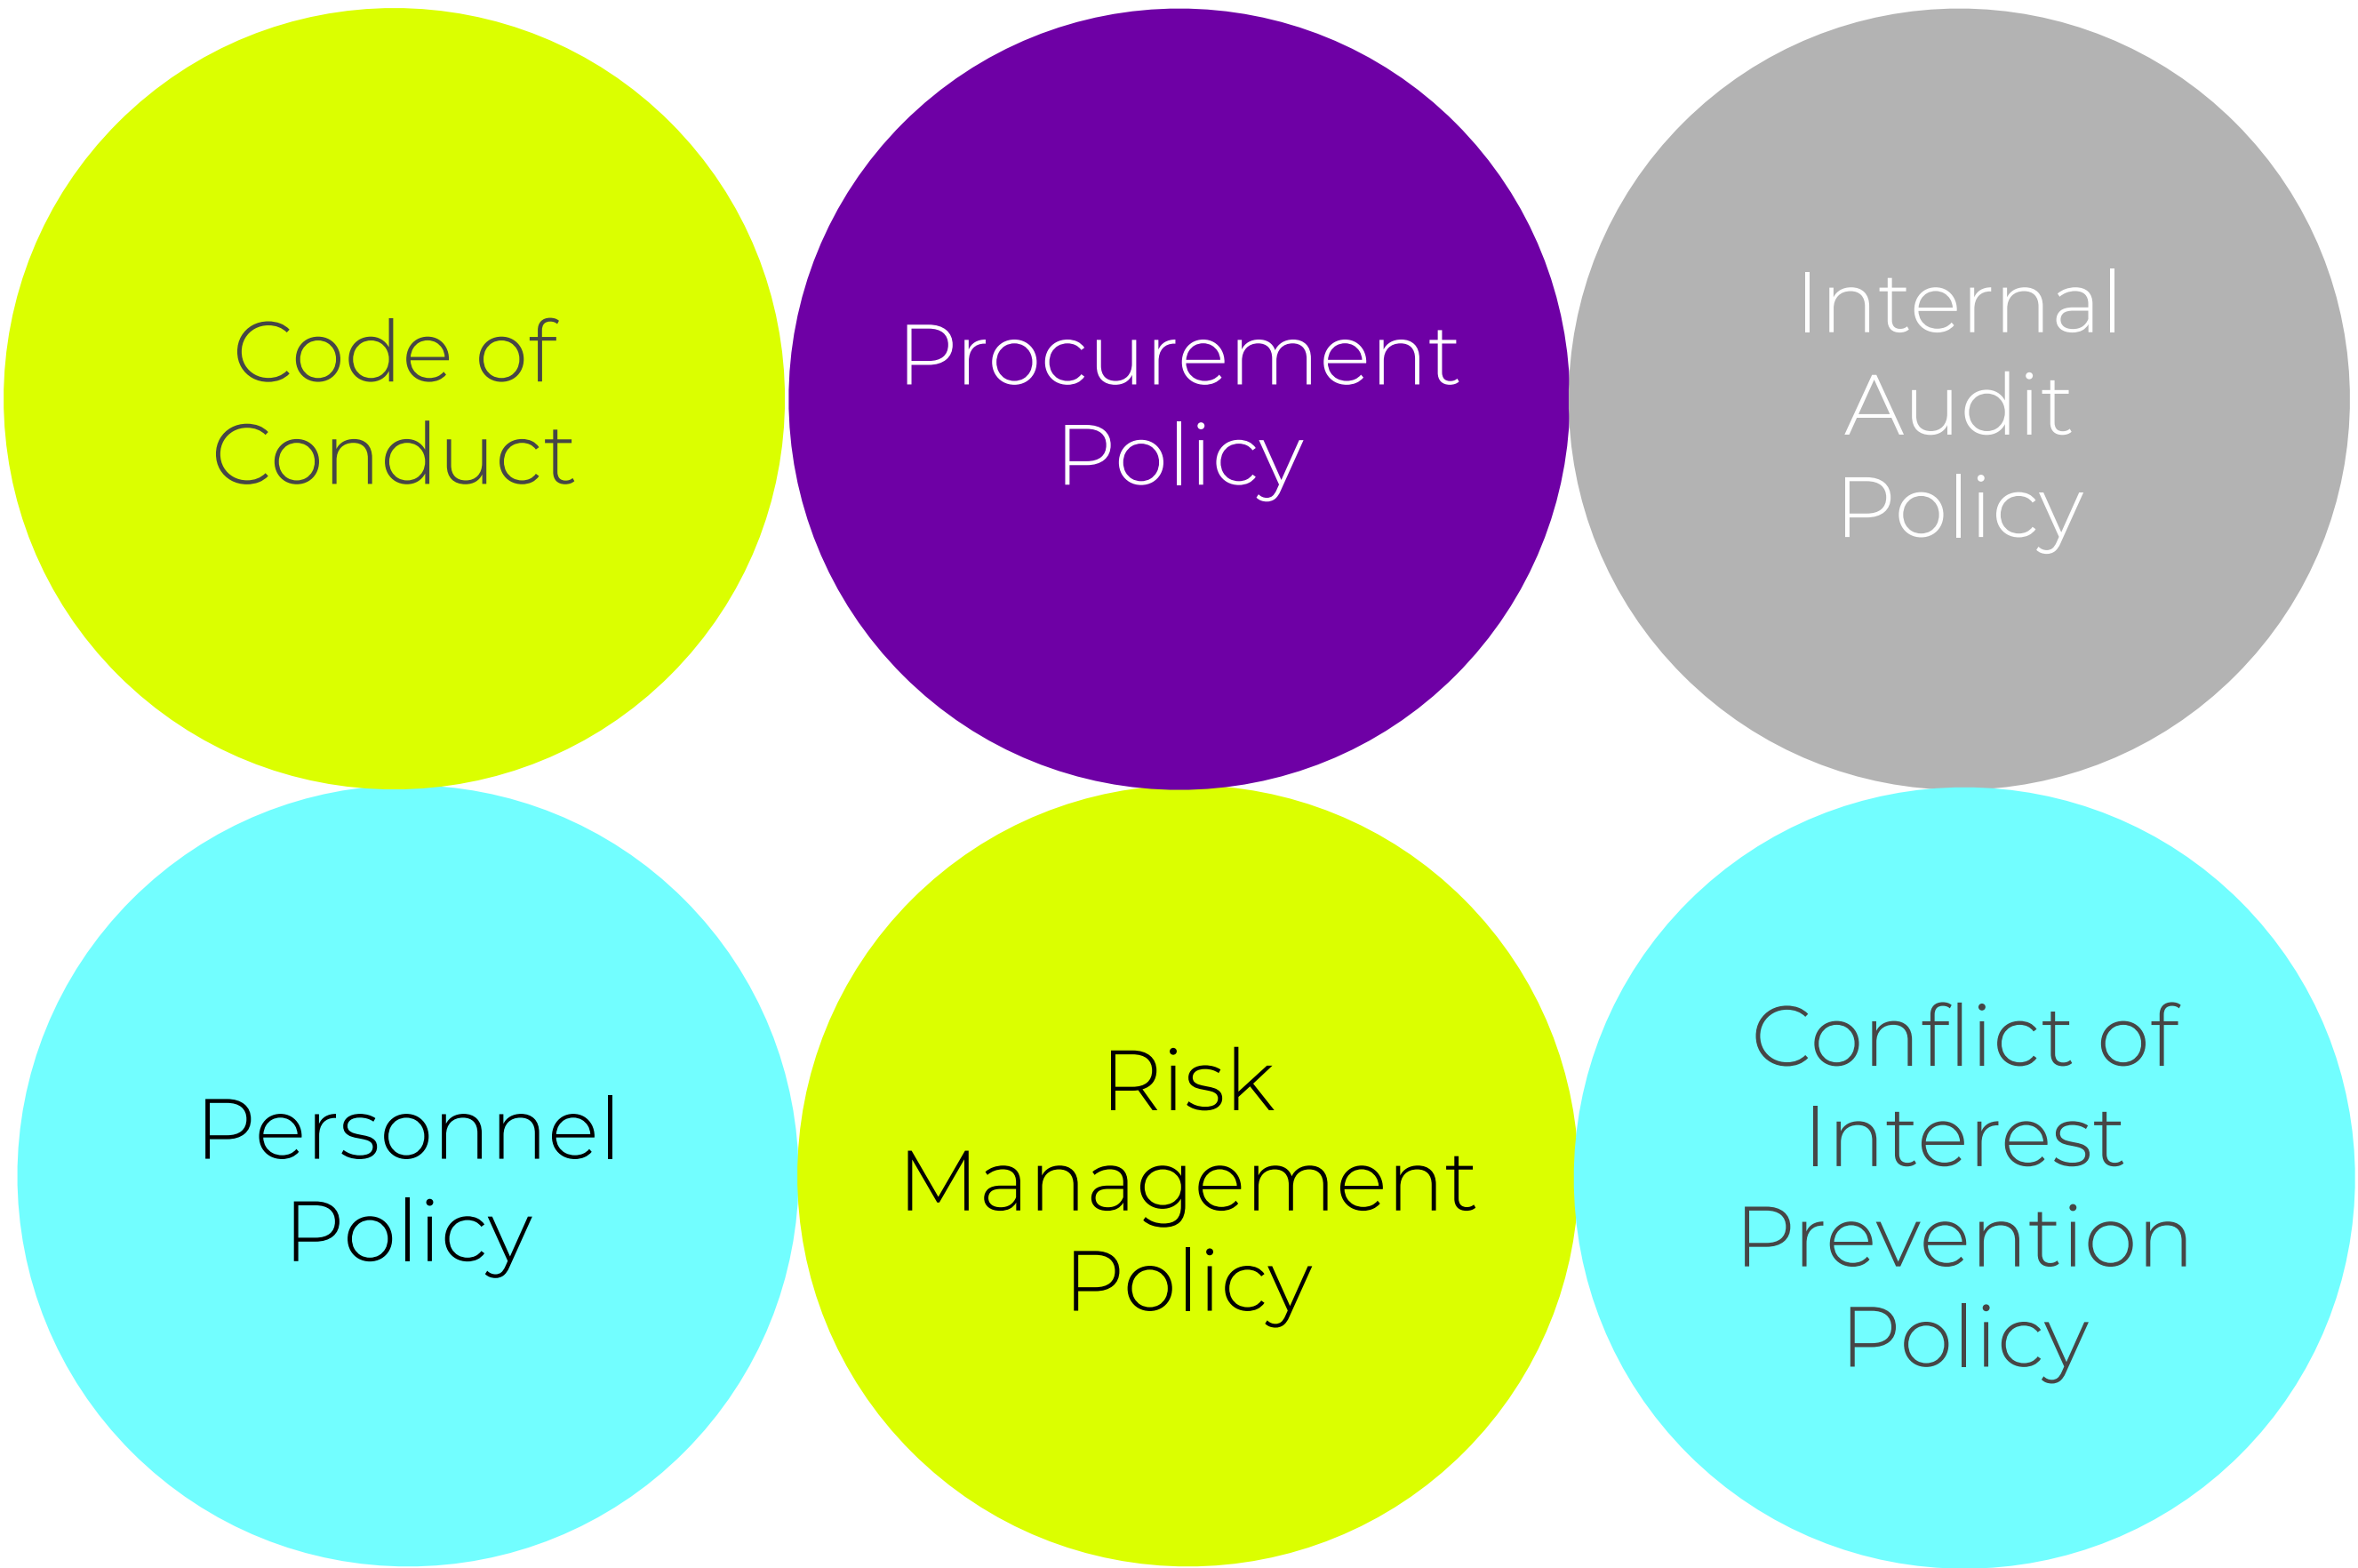 Code of
Conduct
Procurement
Policy
Internal
Audit
Policy
Personnel
Policy
Risk
Management
Policy
Conflict of
Interest
Prevention
Policy